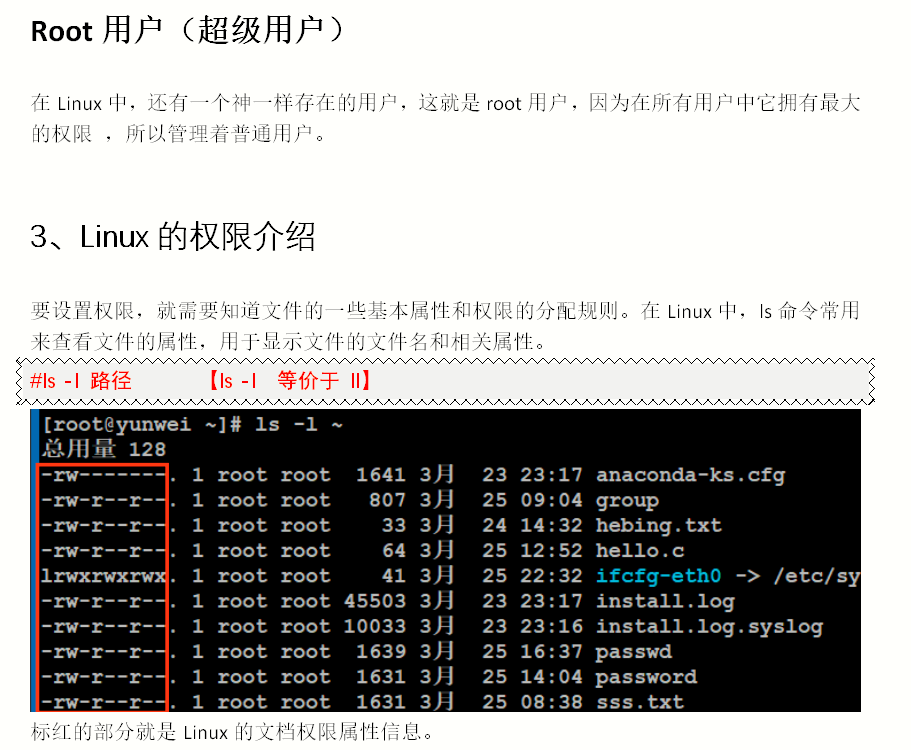 Root 用户（超级用户）
在 Linux 中，还有一个神一样存在的用户，这就是 root 用户，因为在所有用户中它拥有最大
的权限 ，所以管理着普通用户。
3、Linux 的权限介绍
要设置权限，就需要知道文件的一些基本属性和权限的分配规则。在 Linux 中，ls 命令常用
来查看文件的属性，用于显示文件的文件名和相关属性。
#ls -l 路径 【ls -l 等价于 ll】
[root@yunwei ~]# ls -l ~
总用量 128
-rw-------. 1 root root 1641 3月 23 23:17 anaconda-ks.cfg
-rw-r--r--. 1 root root 807 3月 25 09:04 group
-rw-r--r--. 1 root root 33 3月 24 14:32 hebing.txt
-rw-r--r--. 1 root root 64 3月 25 12:52 hello.c
lrwxrwxrwx. 1 root root 41 3月 25 22:32 ifcfg-eth0 -> /etc/sy
-rw-r--r--. 1 root root 45503 3月 23 23:17 install.log
-rw-r--r--. 1 root root 10033 3月 23 23:16 install.log.syslog
-rw-r--r--. 1 root root 1639 3月 25 16:37 passwd
-rw-r--r--. 1 root root 1631 3月 25 14:04 password
-rw-r--r--. 1 root root 1631 3月 25 08:38 sss.txt
标红的部分就是 Linux 的文档权限属性信息。